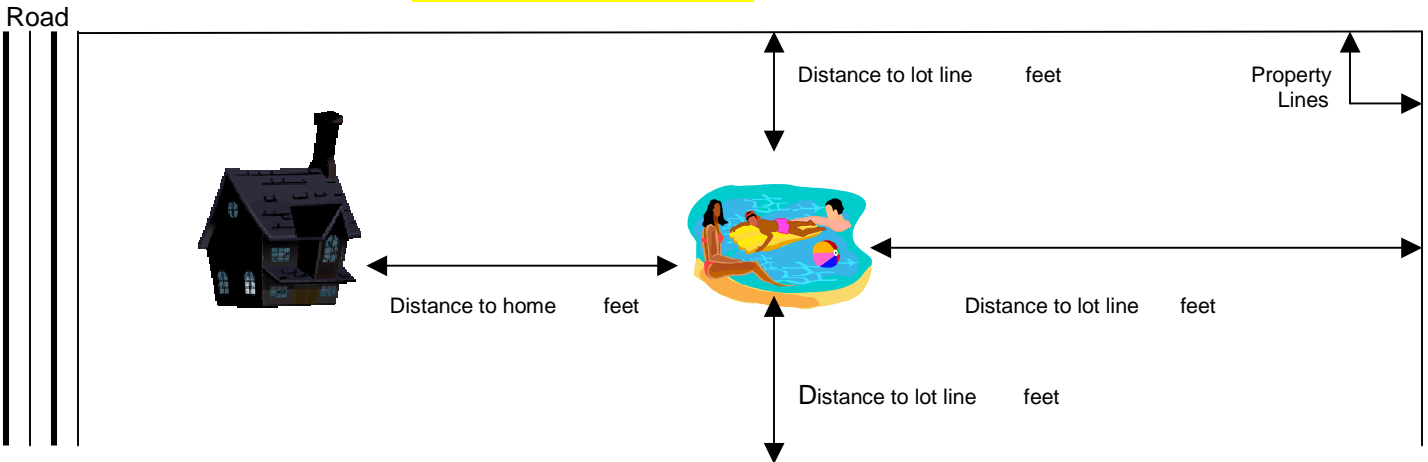 Road
Distance to lot line feet
Property
Lines
Distance to home feet
Distance to lot line feet
Distance to lot line feet